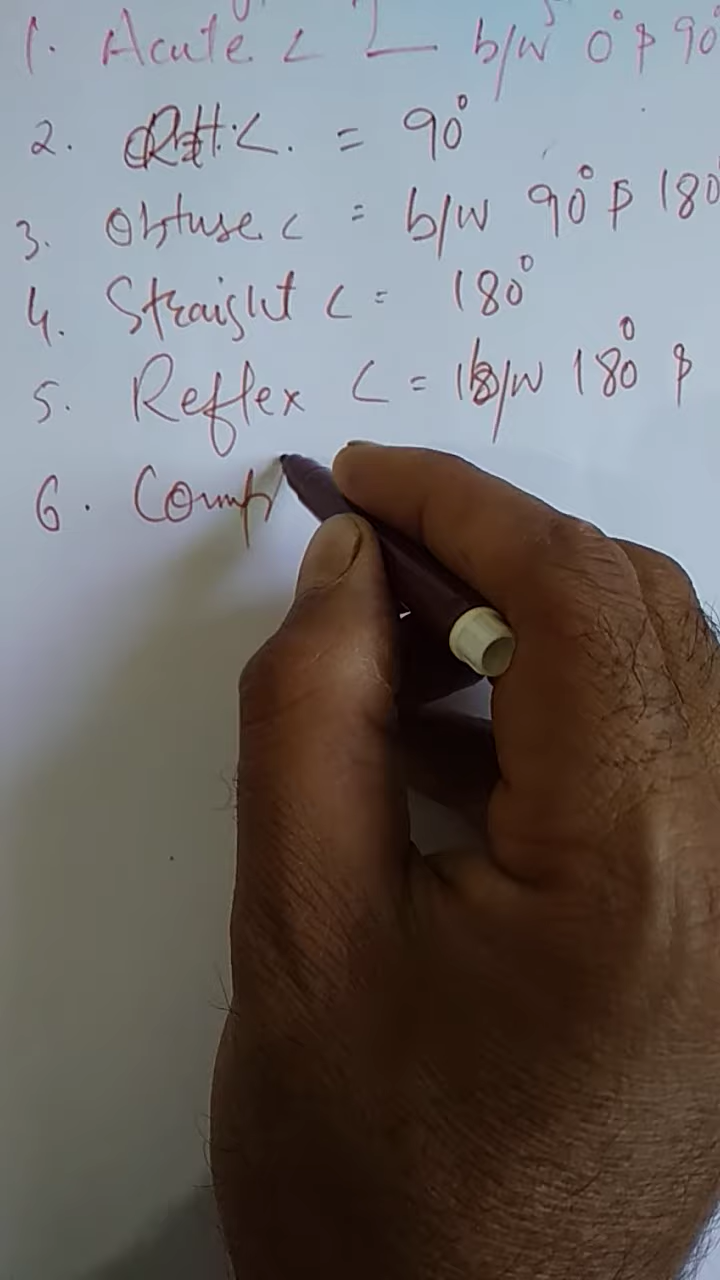 1. Acute < b/w 0° & 90
2. Rt. <. = 90°
3. Obtuse < = b/w 90° & 180°
4. Straight < = 180°
5. Reflex < = b/w 180° &
6. Comp